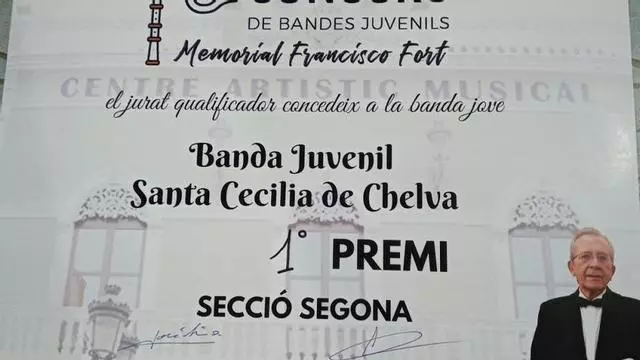 CONCURS
DE BANDES JUVENILS
Memorial Francisco Fort
CENTRE ARTISTIC MUSICAL
el jurat qualificador concedeix a la banda jove
Banda Juvenil
Santa Cecilia de Chelva
1º PREMI
SECCIÓ SEGONA